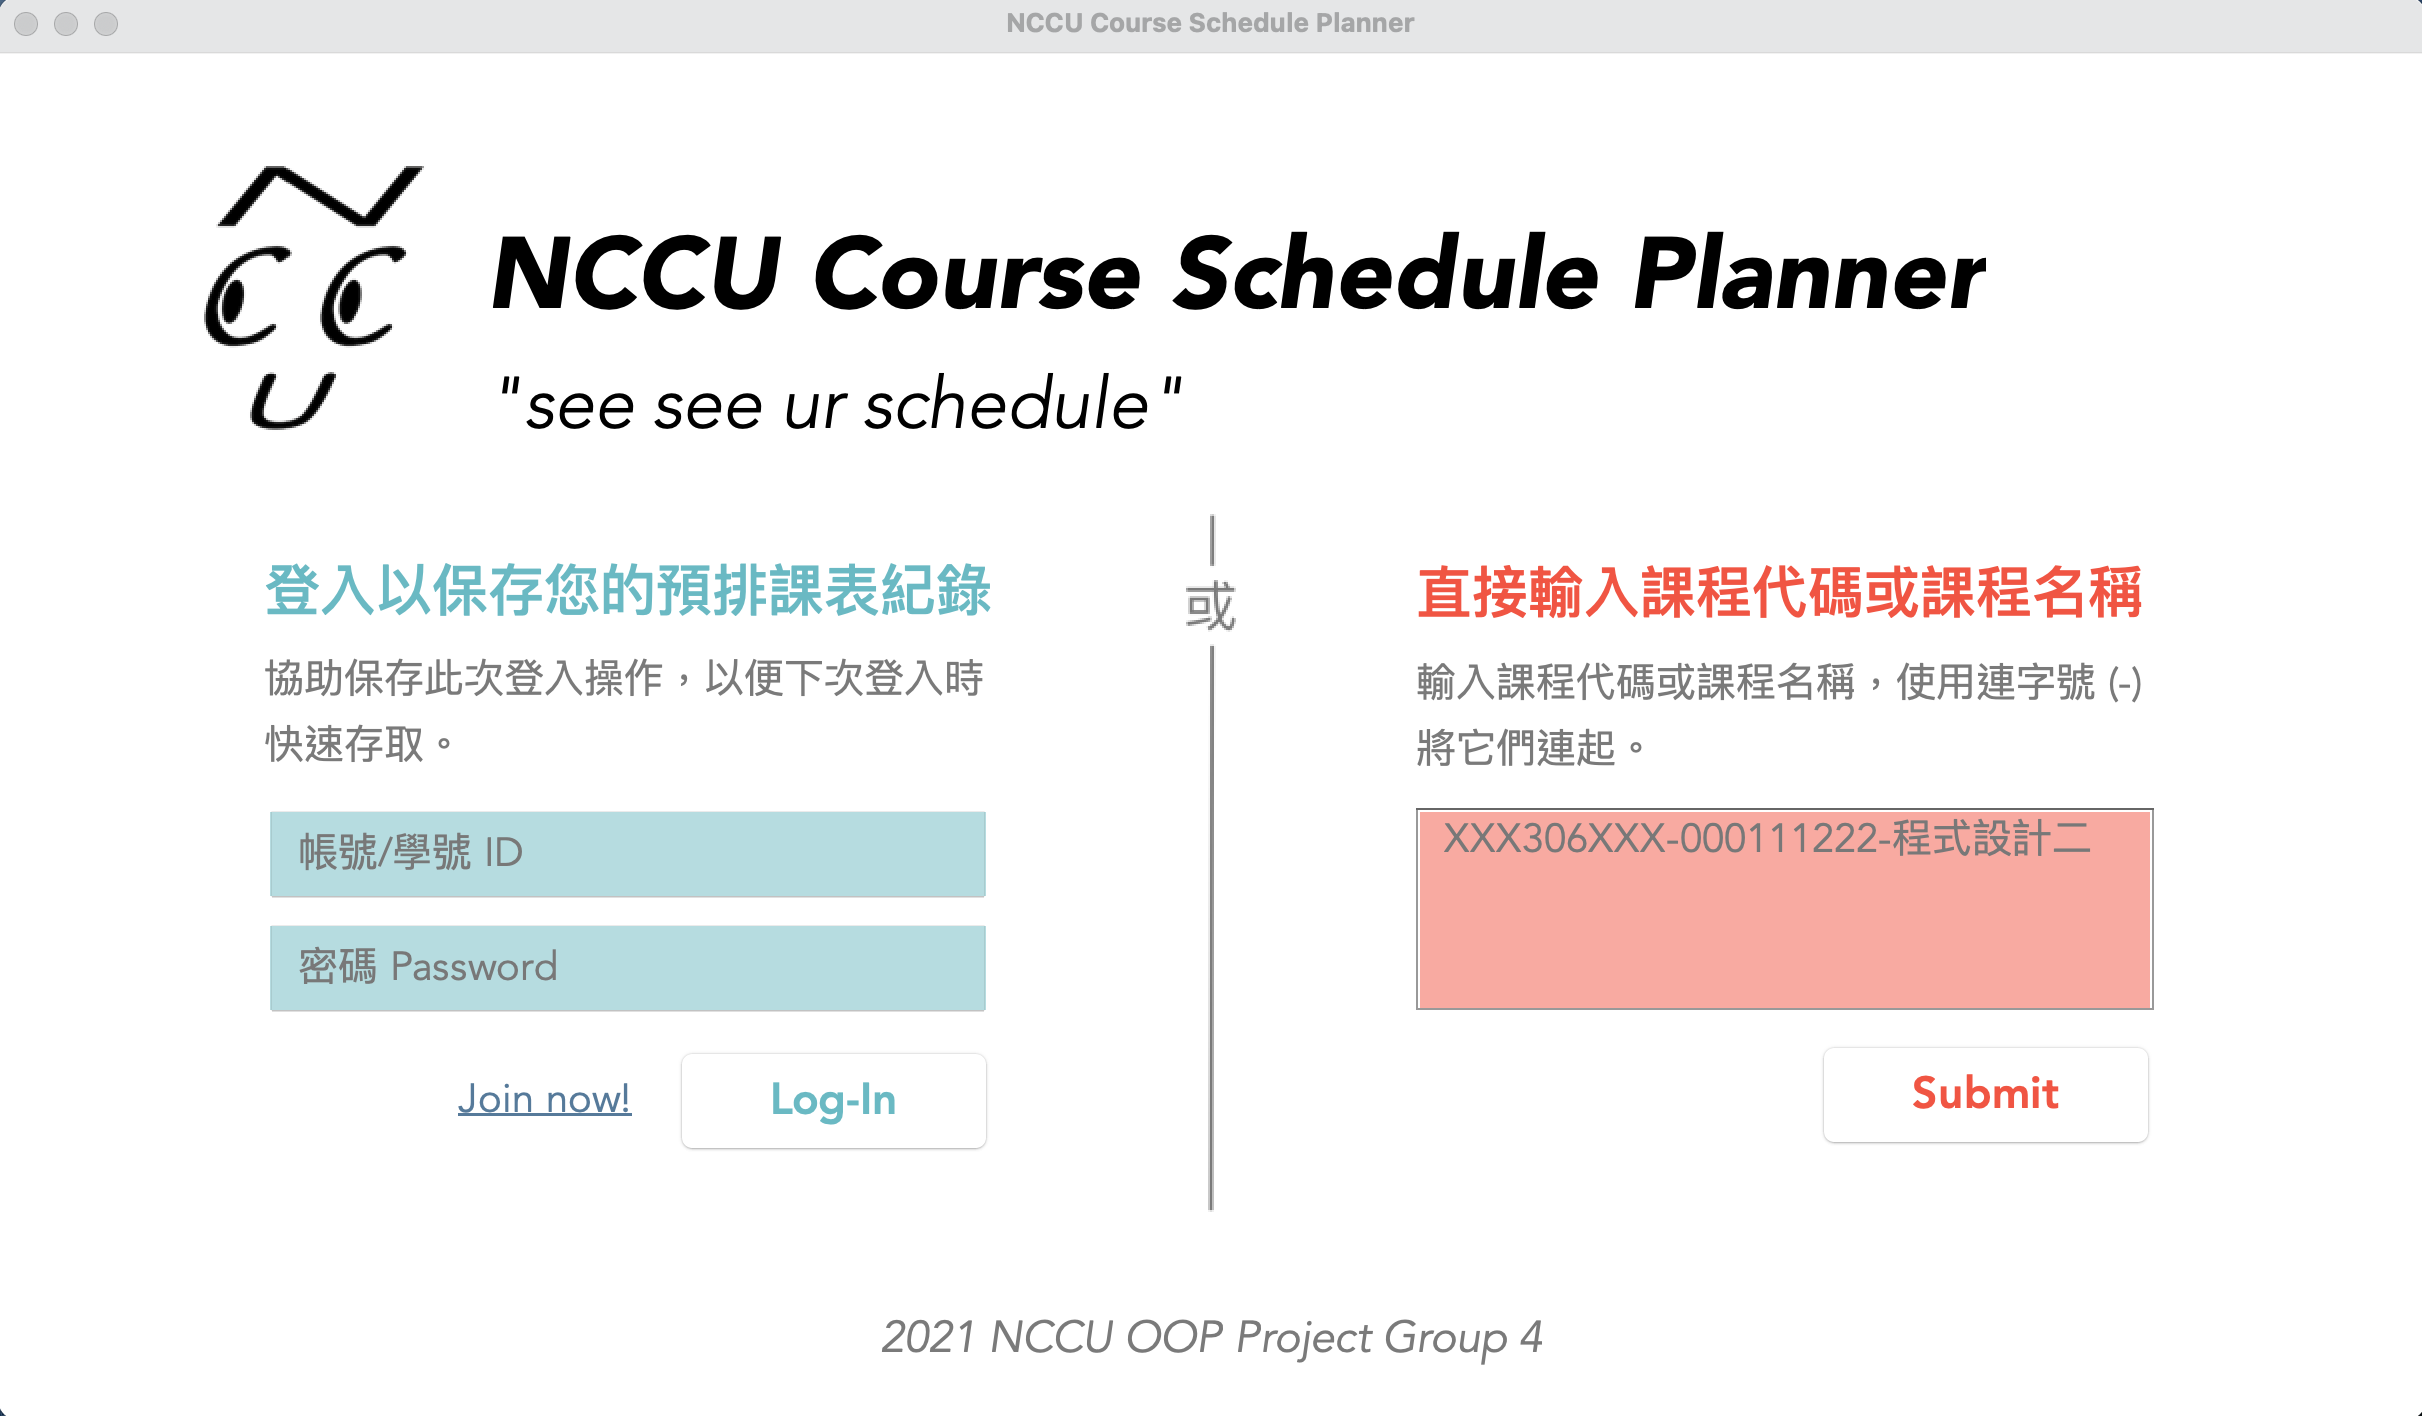 NCCU Course Schedule Planner
N
CC
U
NCCU Course Schedule Planner
"see see ur schedule"
登入以保存您的預排課表紀錄
協助保存此次登入操作，以便下次登入時
快速存取。
帳號/學號 ID
密碼 Password
Join now!
Log-In
或
直接輸入課程代碼或課程名稱
輸入課程代碼或課程名稱，使用連字號 (-)
將它們連起。
XXX306XXX-000111222-程式設計二
Submit
2021 NCCU OOP Project Group 4